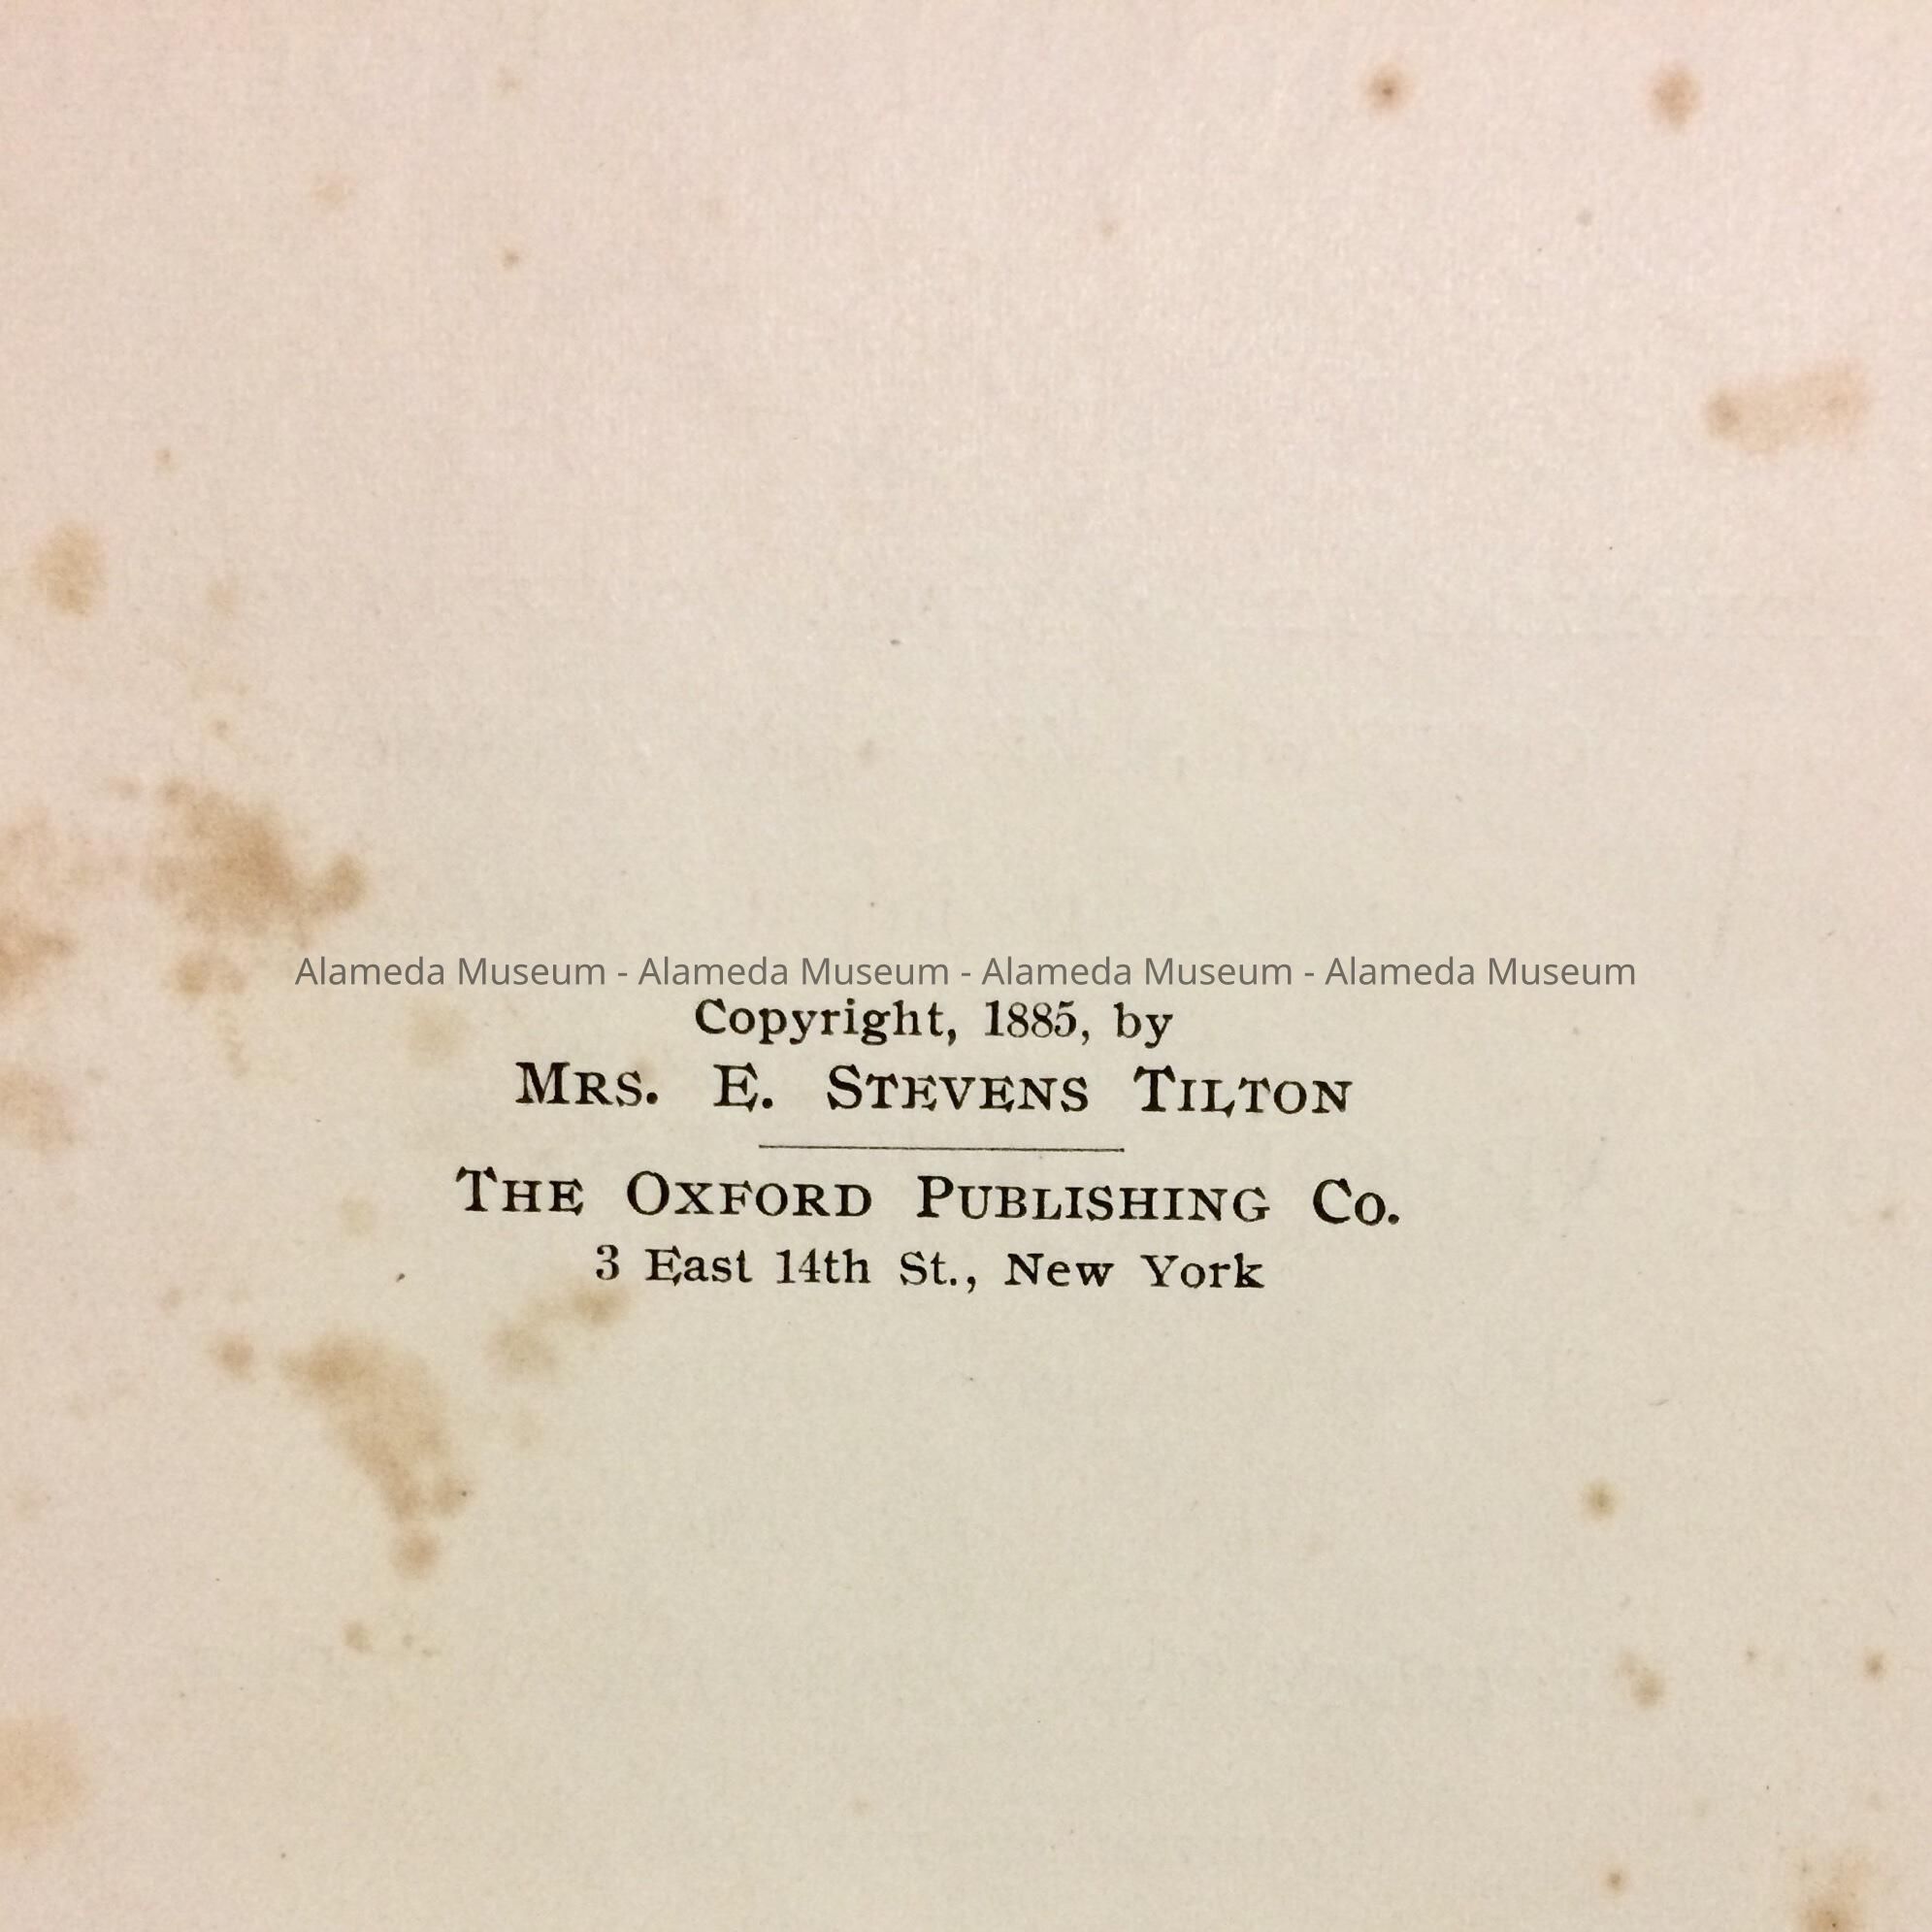 Alameda Museum - Alameda Museum - Alameda Museum - Alameda Museum
Copyright, 1885, by
MRS. E. STEVENS TILTON
THE OXFORD PUBLISHING CO.
3 East 14th St., New York